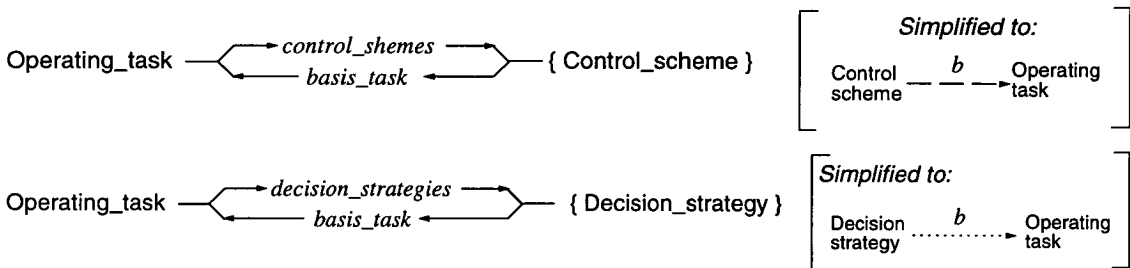 Operating_task control_shemes { Control_scheme }
basis_task
Simplified to:
Control scheme b Operating task
Operating_task decision_strategies { Decision_strategy }
basis_task
Simplified to:
Decision strategy b Operating task